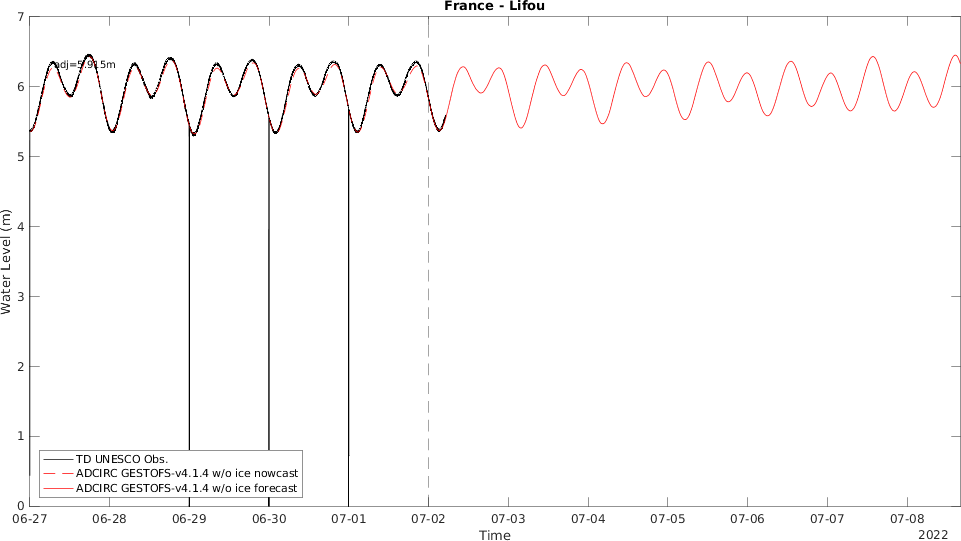 France - Lifou
7
6
5
4
3
2
1
0
Water Level (m)
adj=5.915m
TD UNESCO Obs.
ADCIRC GESTOFS-v4.1.4 w/o ice nowcast
ADCIRC GESTOFS-v4.1.4 w/o ice forecast
06-27 06-28 06-29 06-30 07-01 07-02 07-03 07-04 07-05 07-06 07-07 07-08
Time
2022